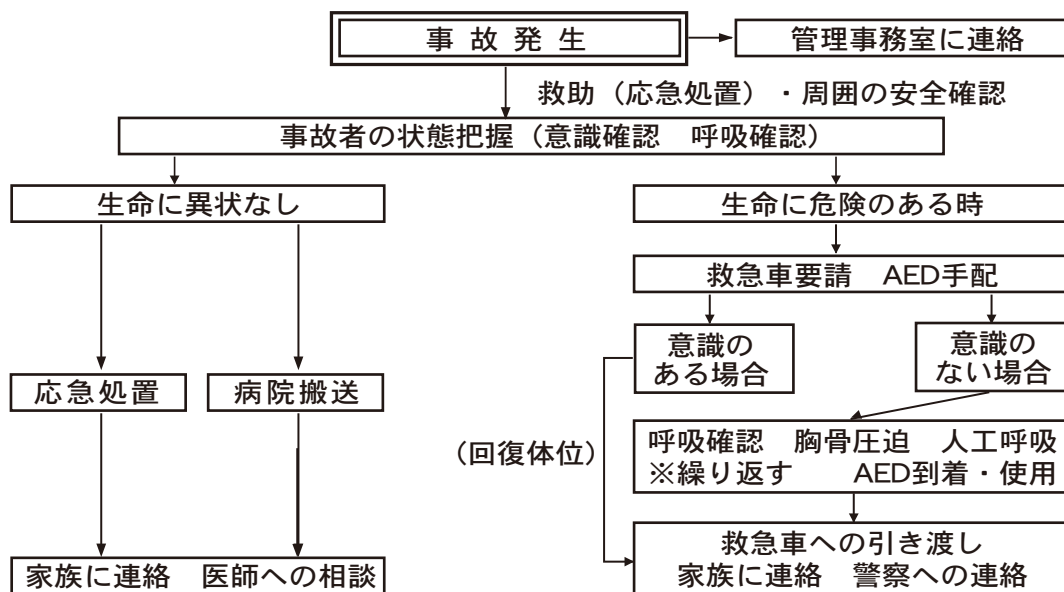 事故発生
管理事務室に連絡
救助（応急処置）・周囲の安全確認
事故者の状態把握（意識確認　呼吸確認）
生命に異状なし
生命に危険のある時
救急車要請　AED手配
意識の
ある場合
意識の
ない場合
応急処置
病院搬送
（回復体位）
呼吸確認　胸骨圧迫　人工呼吸
※繰り返す　　AED到着・使用
家族に連絡　医師への相談
救急車への引き渡し
家族に連絡　警察への連絡